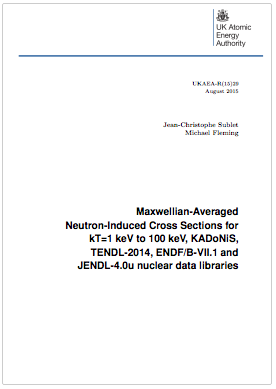 UK Atomic
Energy
Authority
UKAEA-R(15)29
August 2015
Jean-Christophe Sublet
Michael Fleming
Maxwellian-Averaged
Neutron-Induced Cross Sections for
kT=1 keV to 100 keV, KADoNiS,
TENDL-2014, ENDF/B-VII.1 and
JENDL-4.0u nuclear data libraries